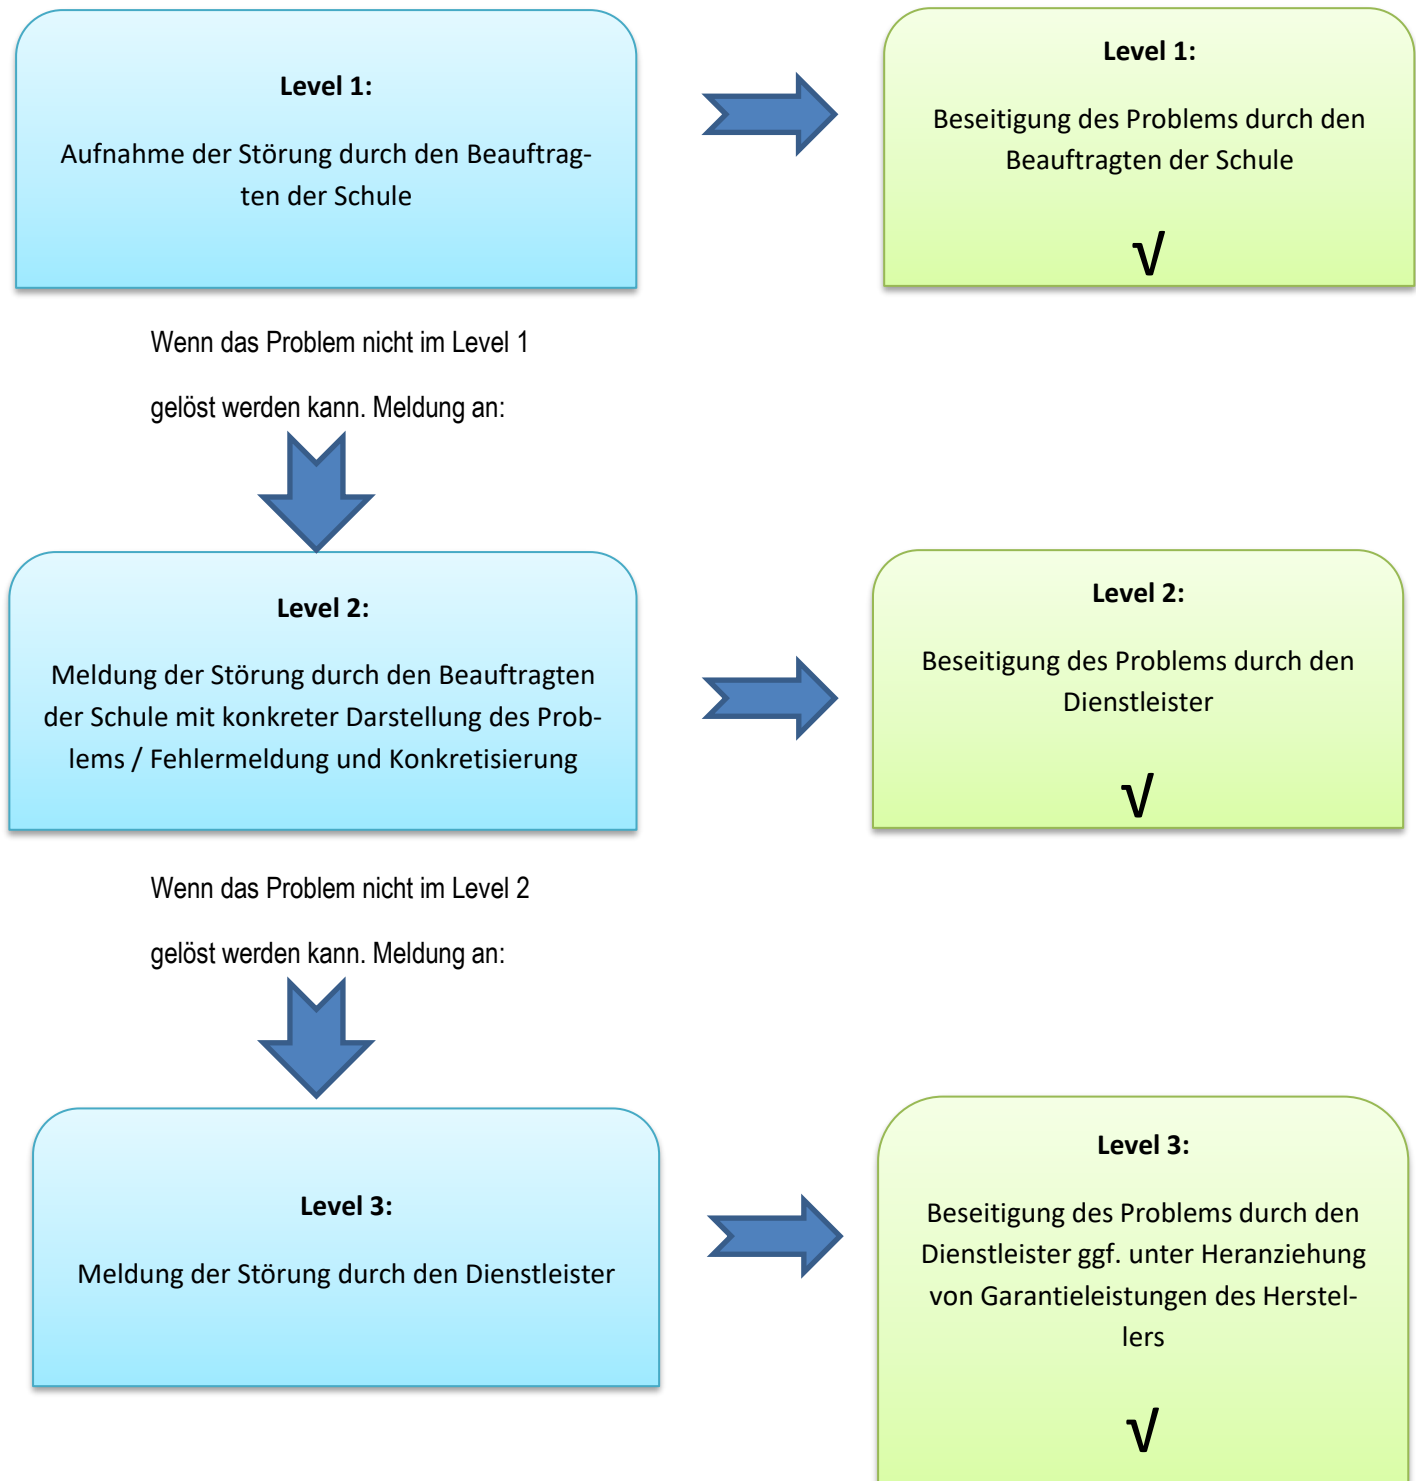 Level 1:
Aufnahme der Störung durch den Beauftrag-
ten der Schule
Level 1:
Beseitigung des Problems durch den
Beauftragten der Schule
√
Wenn das Problem nicht im Level 1
gelöst werden kann. Meldung an:
Level 2:
Meldung der Störung durch den Beauftragten
der Schule mit konkreter Darstellung des Prob-
lems / Fehlermeldung und Konkretisierung
Level 2:
Beseitigung des Problems durch den
Dienstleister
√
Wenn das Problem nicht im Level 2
gelöst werden kann. Meldung an:
Level 3:
Meldung der Störung durch den Dienstleister
Level 3:
Beseitigung des Problems durch den
Dienstleister ggf. unter Heranziehung
von Garantieleistungen des Herstel-
lers
√